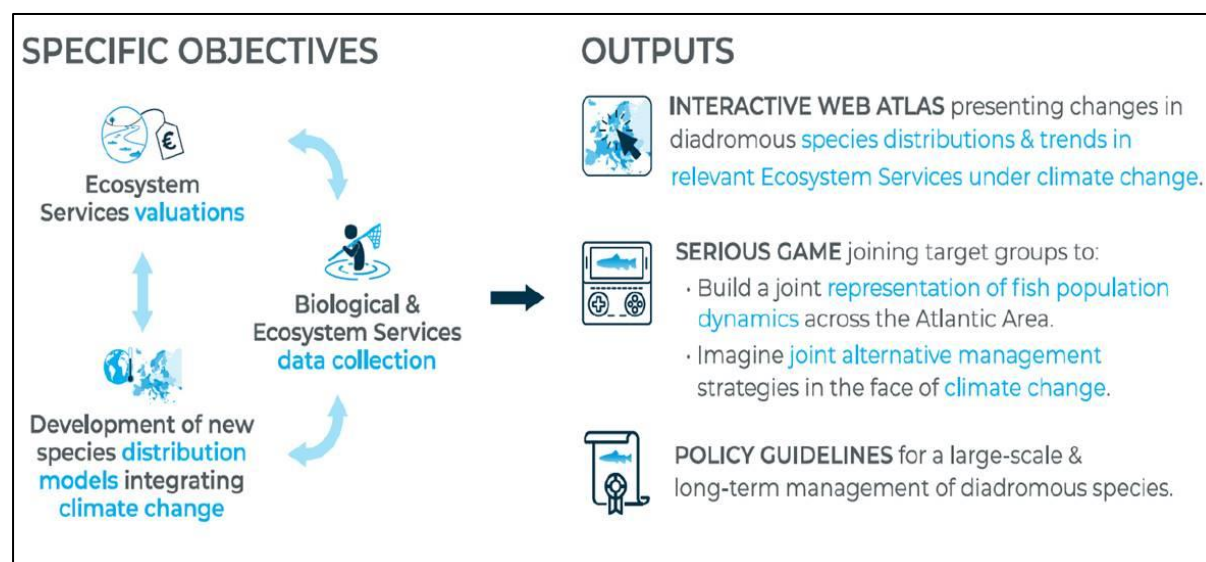 SPECIFIC OBJECTIVES
€
Ecosystem
Services valuations
Biological &
Ecosystem Services
data collection
Development of new
species distribution
models integrating
climate change
OUTPUTS
INTERACTIVE WEB ATLAS presenting changes in
diadromous species distributions & trends in
relevant Ecosystem Services under climate change.
SERIOUS GAME joining target groups to:
· Build a joint representation of fish population
dynamics across the Atlantic Area.
· Imagine joint alternative management
strategies in the face of climate change.
POLICY GUIDELINES for a large-scale &
long-term management of diadromous species.